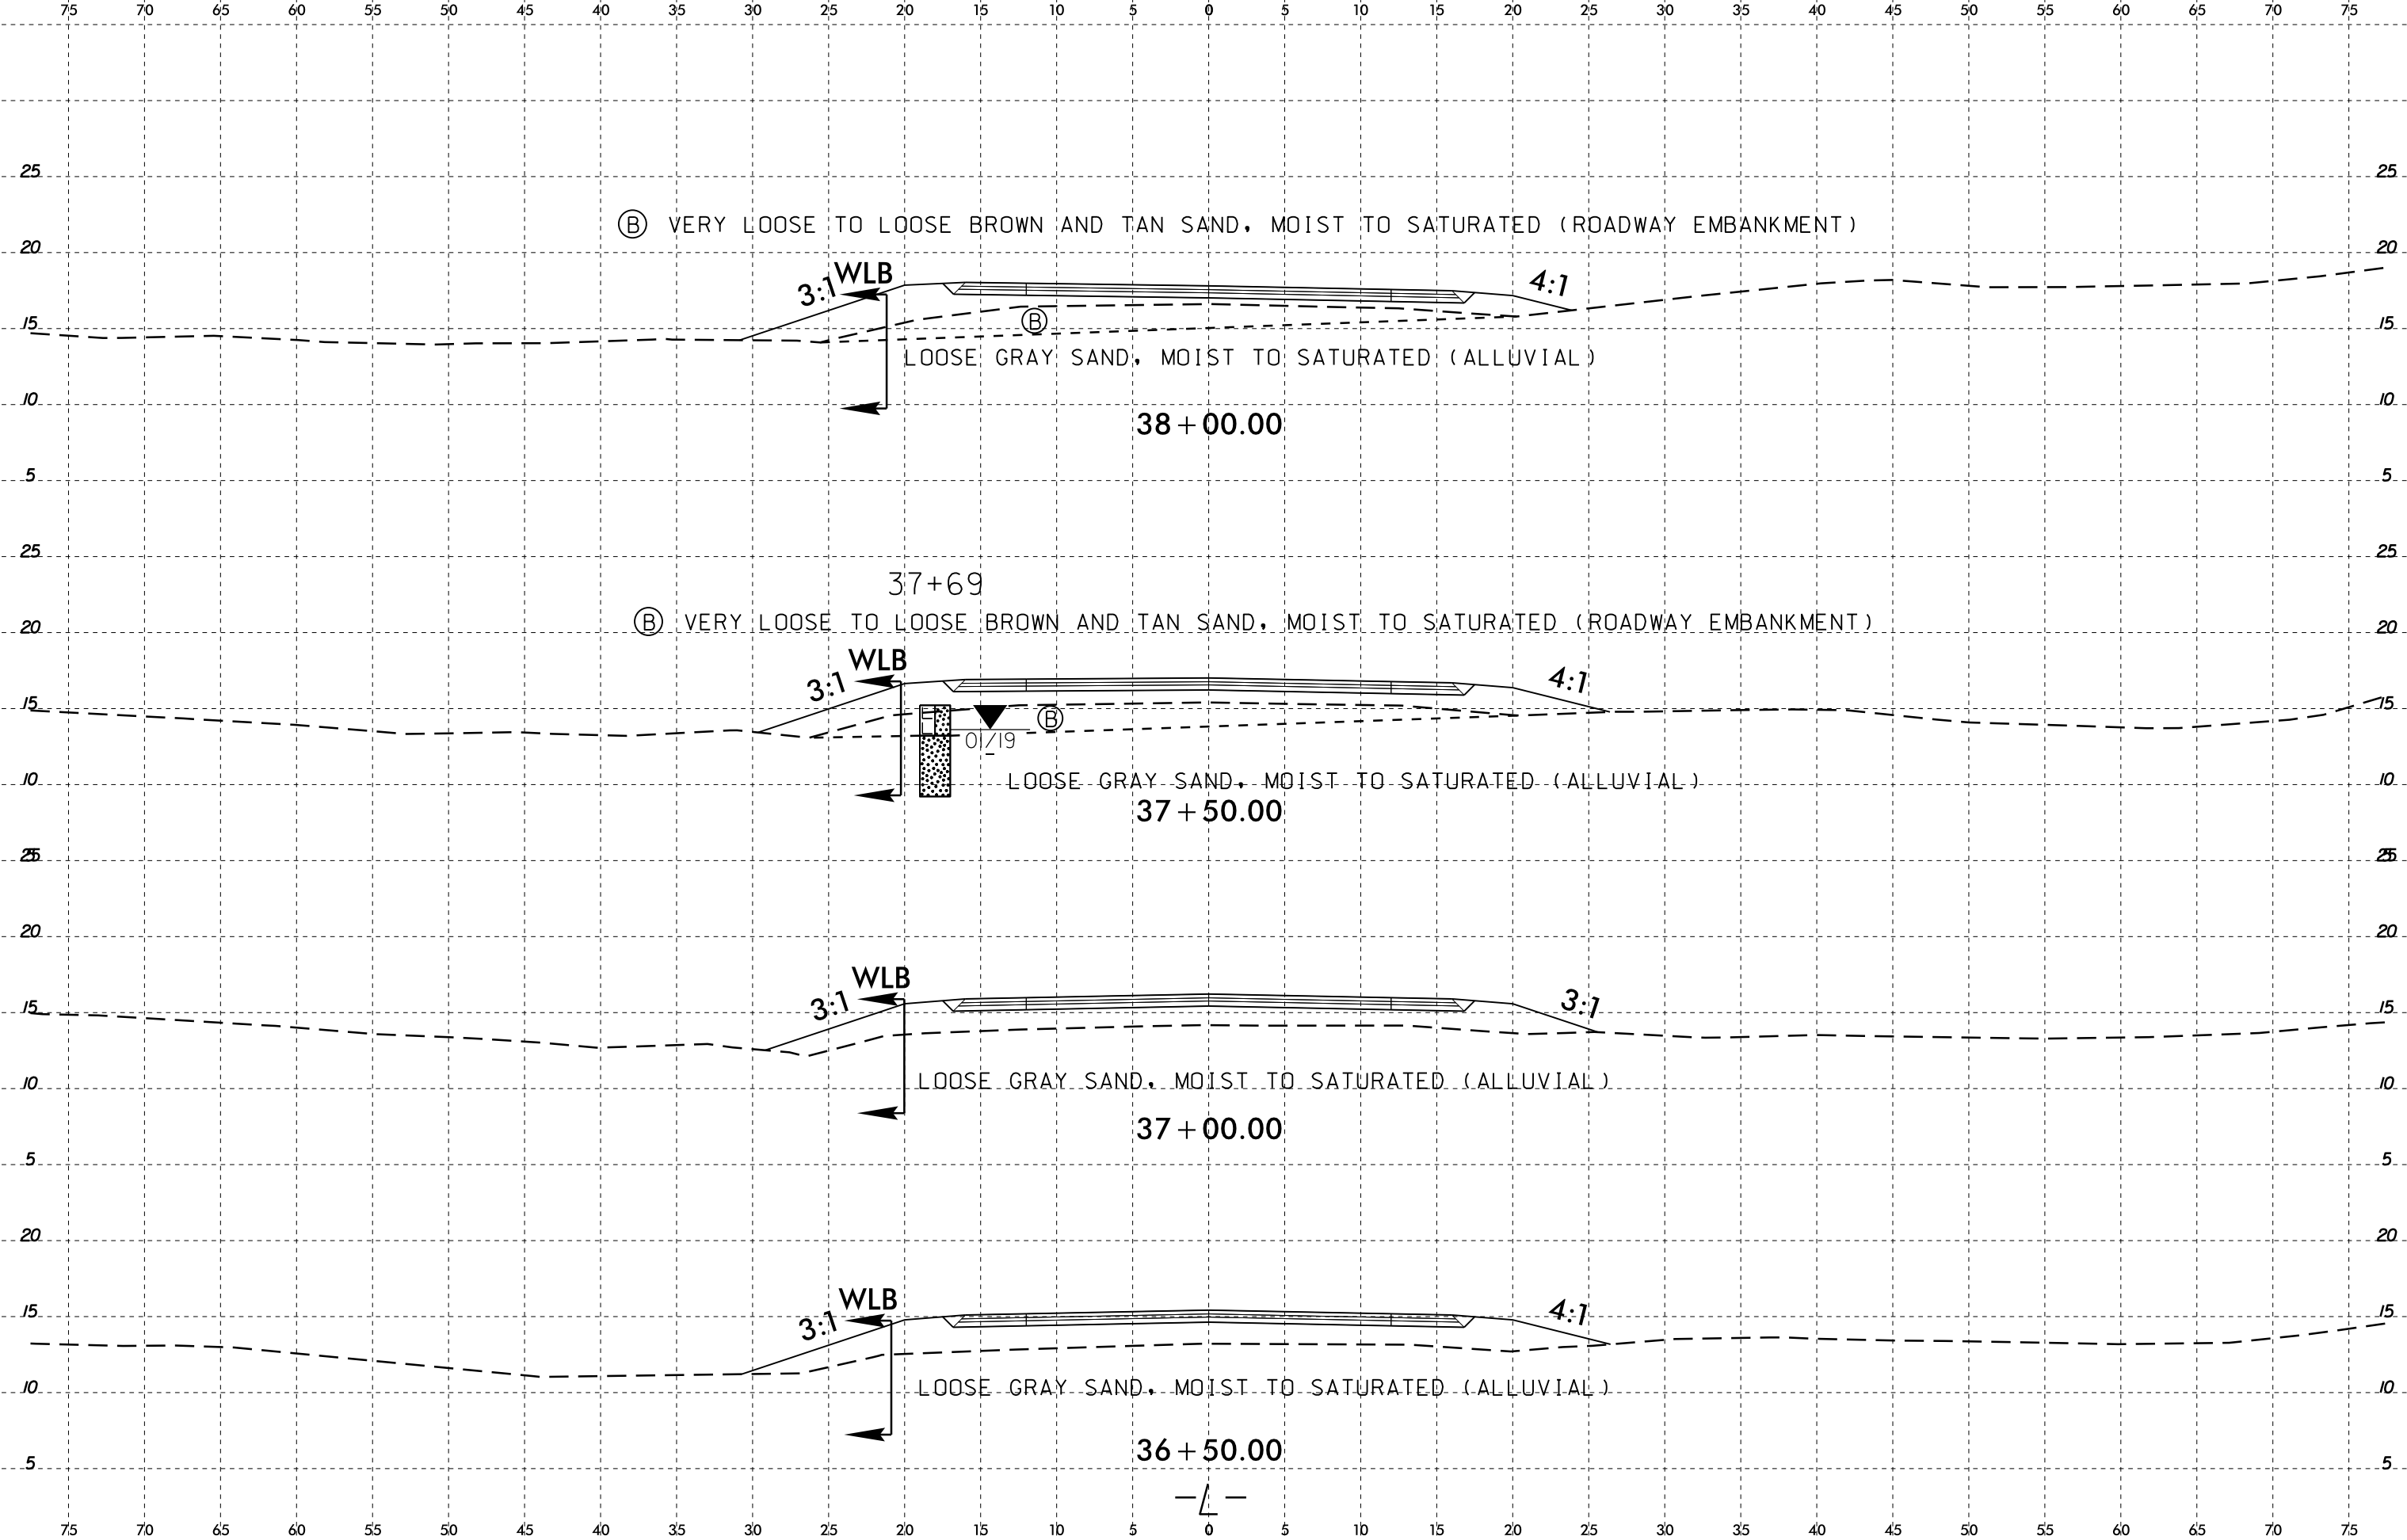 75 70 65 60 55 50 45 40 35 30 25 20 15 10 5 0 5 10 15 20 25 30 35 40 45 50 55 60 65 70 75
25 25
Ⓑ VERY LOOSE TO LOOSE BROWN AND TAN SAND, MOIST TO SATURATED (ROADWAY EMBANKMENT)
20 20
3:1 WLB 4:1
Ⓑ
15 15
LOOSE GRAY SAND, MOIST TO SATURATED (ALLUVIAL)
10 10
38+00.00
5 5
25 25
37+69
Ⓑ VERY LOOSE TO LOOSE BROWN AND TAN SAND, MOIST TO SATURATED (ROADWAY EMBANKMENT)
20 20
WLB
3:1 4:1
15 15
Ⓑ
01/19
10 LOOSE GRAY SAND, MOIST TO SATURATED (ALLUVIAL) 10
37+50.00
25 25
20 20
WLB
3:1 3:1
15 15
10 LOOSE GRAY SAND, MOIST TO SATURATED (ALLUVIAL) 10
37+00.00
5 5
20 20
WLB
3:1 4:1
15 15
10 LOOSE GRAY SAND, MOIST TO SATURATED (ALLUVIAL) 10
36+50.00
5 5
-L-
75 70 65 60 55 50 45 40 35 30 25 20 15 10 5 0 5 10 15 20 25 30 35 40 45 50 55 60 65 70 75